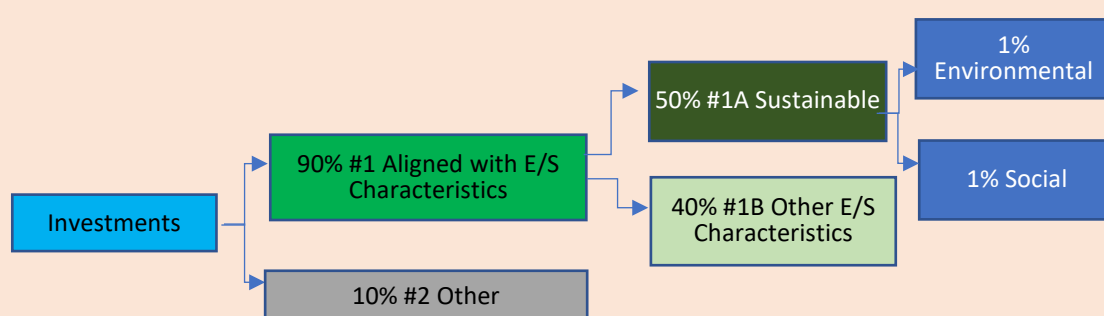 Investments
90% #1 Aligned with E/S
Characteristics
10% #2 Other
50% #1A Sustainable
40% #1B Other E/S
Characteristics
1%
Environmental
1% Social